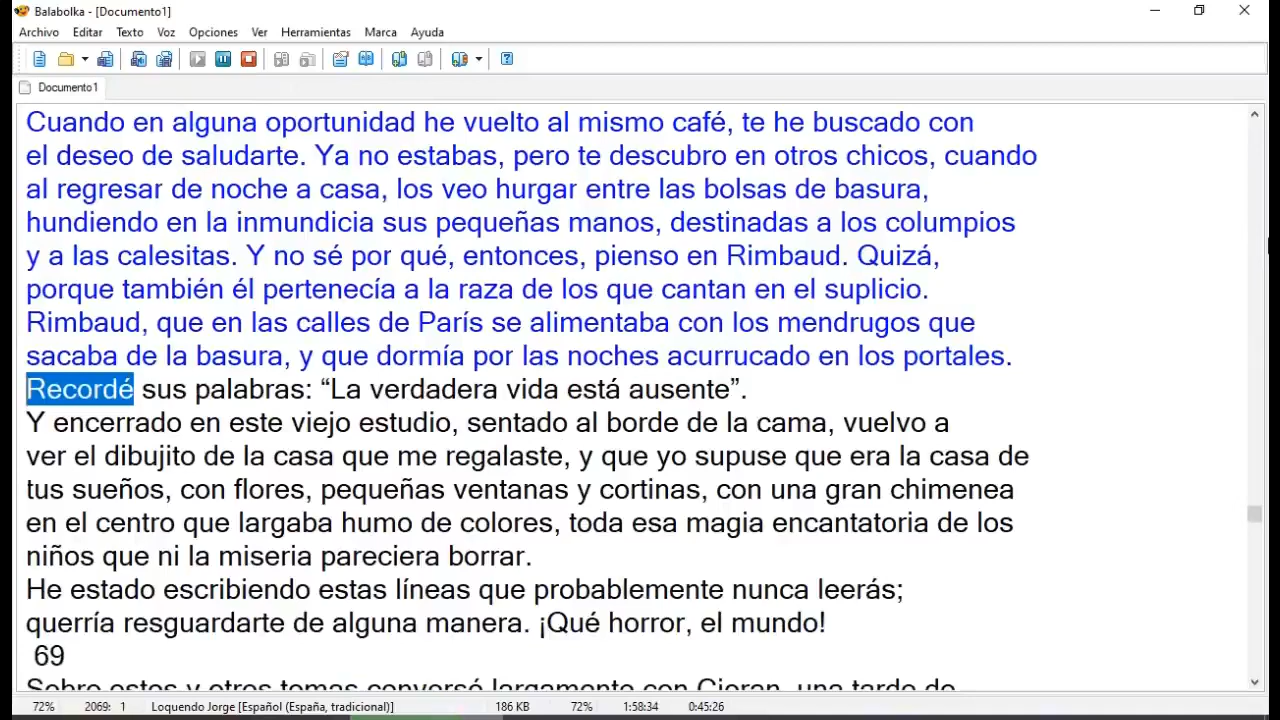 Balabolka - [Documento1]
Archivo Editar Texto Voz Opciones Ver Herramientas Marca Ayuda
Documento1
Cuando en alguna oportunidad he vuelto al mismo café, te he buscado con
el deseo de saludarte. Ya no estabas, pero te descubro en otros chicos, cuando
al regresar de noche a casa, los veo hurgar entre las bolsas de basura,
hundiendo en la inmundicia sus pequeñas manos, destinadas a los columpios
y a las calesitas. Y no sé por qué, entonces, pienso en Rimbaud. Quizá,
porque también él pertenecía a la raza de los que cantan en el suplicio.
Rimbaud, que en las calles de París se alimentaba con los mendrugos que
sacaba de la basura, y que dormía por las noches acurrucado en los portales.
Recordé sus palabras: “La verdadera vida está ausente”.
Y encerrado en este viejo estudio, sentado al borde de la cama, vuelvo a
ver el dibujito de la casa que me regalaste, y que yo supuse que era la casa de
tus sueños, con flores, pequeñas ventanas y cortinas, con una gran chimenea
en el centro que largaba humo de colores, toda esa magia encantatoria de los
niños que ni la miseria pareciera borrar.
He estado escribiendo estas líneas que probablemente nunca leerás;
querría resguardarte de alguna manera. ¡Qué horror, el mundo!
69
Sobre estos y otros temas conversé largamente con Cioran, una tarde de
72% 2069: 1 Loquendo Jorge [Español (España, tradicional)] 186 KB 72% 1:58:34 0:45:26